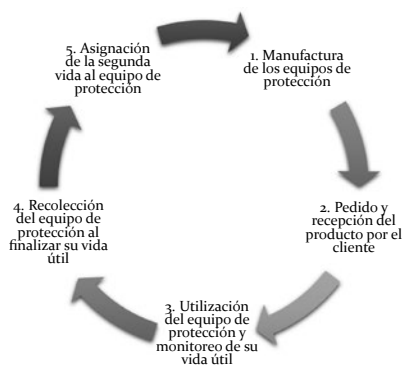 1. Manufactura
de los equipos de
protección
2. Pedido y
recepción del
producto por el
cliente
3. Utilización
del equipo de
protección y
monitoreo de su
vida útil
4. Recolección
del equipo de
protección al
finalizar su vida
útil
5. Asignación
de la segunda
vida al equipo de
protección